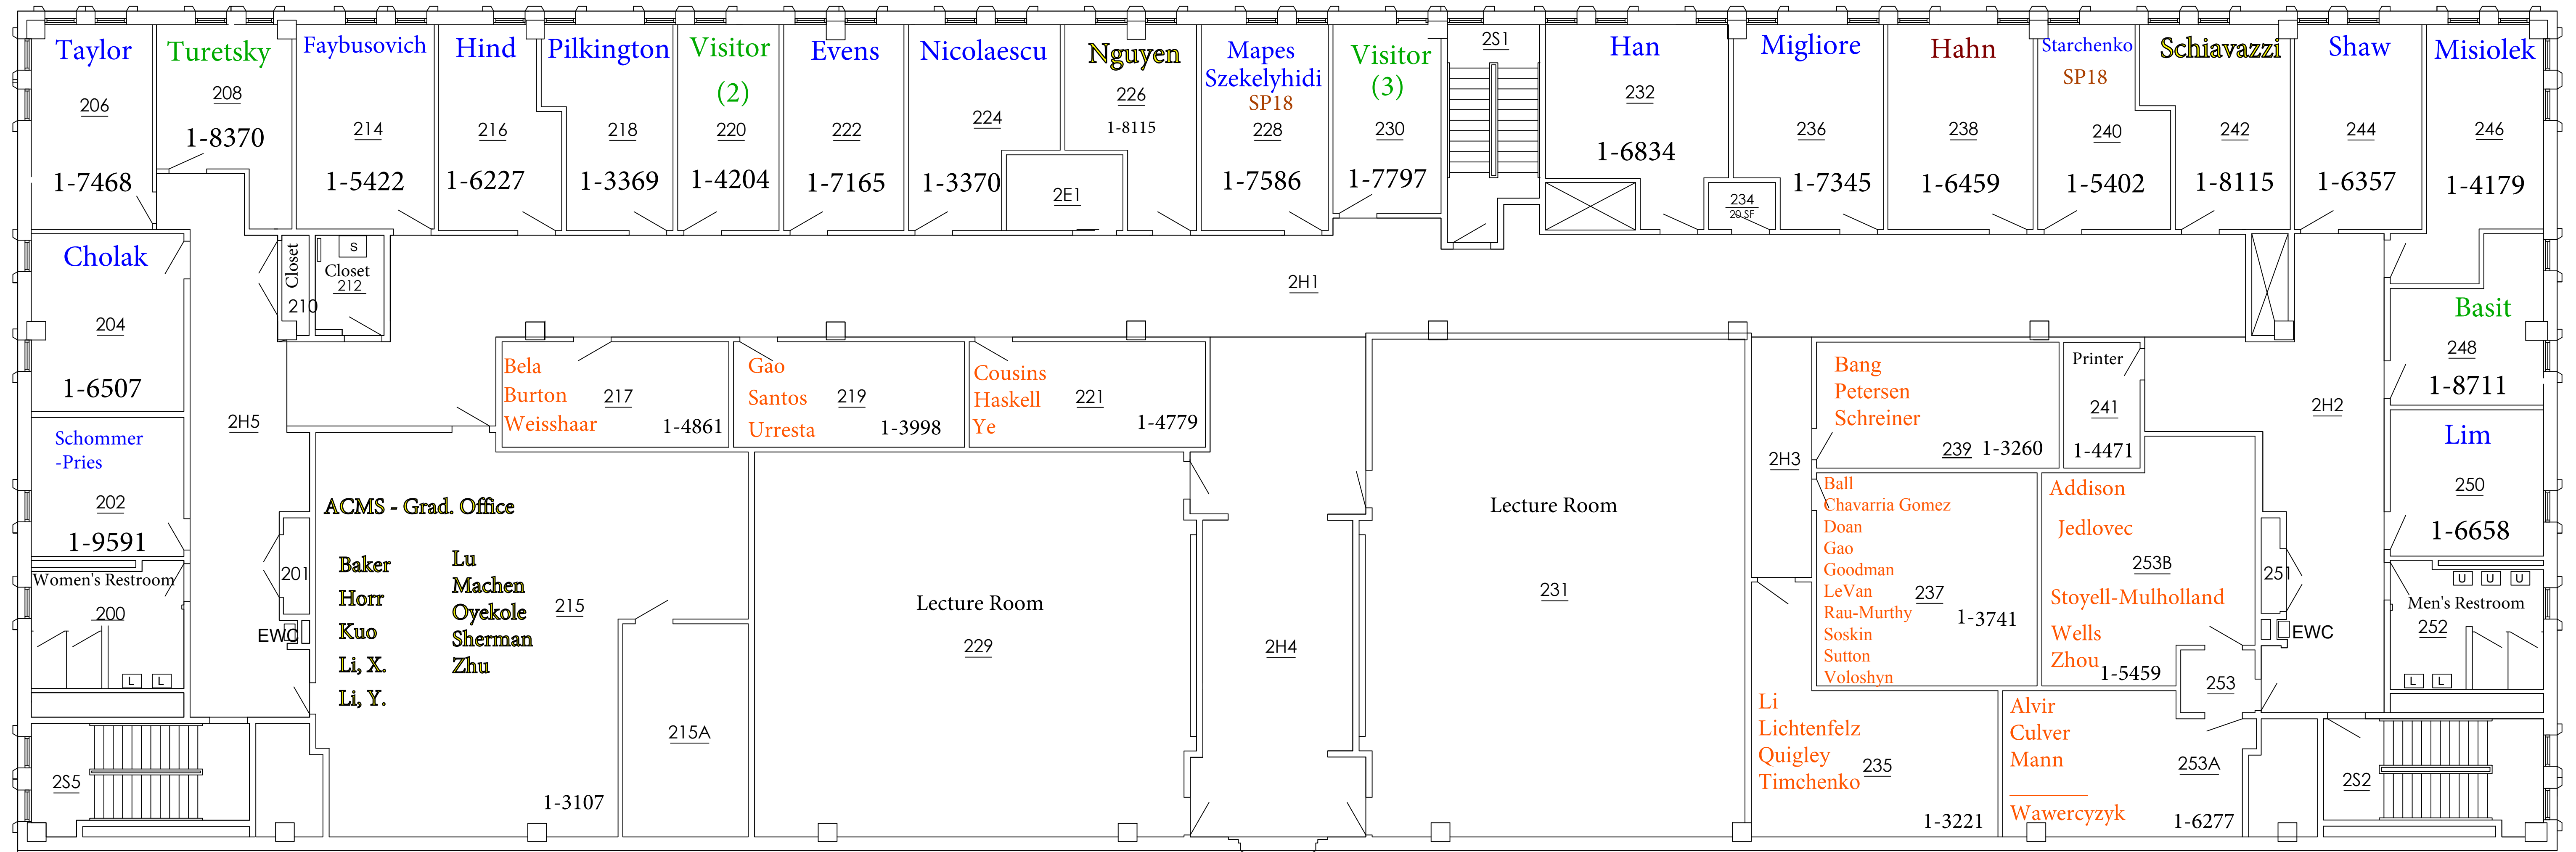 Taylor
206
1-7468
Turetsky
208
1-8370
Faybusovich
214
1-5422
Hind
216
1-6227
Pilkington
218
1-3369
Visitor
(2)
220
1-4204
Evens
222
1-7165
Nicolaescu
224
1-3370
2E1
Nguyen
226
1-8115
Mapes
Szekelyhidi
SP18
228
1-7586
Visitor
(3)
230
1-7797
2S1
Han
232
1-6834
Migliore
236
1-7345
234
20 SF
Hahn
238
1-6459
Starchenko
SP18
240
1-5402
Schiavazzi
242
1-8115
Shaw
244
1-6357
Misiolek
246
1-4179
Cholak
204
1-6507
Closet
210
S
Closet
212
2H1
Basit
248
1-8711
Schommer
-Pries
202
1-9591
2H5
Bela
Burton
Weisshaar
217
1-4861
Gao
Santos
Urresta
219
1-3998
Cousins
Haskell
Ye
221
1-4779
2H3
Bang
Petersen
Schreiner
239 1-3260
Printer
241
1-4471
2H2
Lim
250
1-6658
Women's Restroom
200
L L
201
EWC
ACMS - Grad. Office
Baker
Horr
Kuo
Li, X.
Li, Y.
Lu
Machen
Oyekole
Sherman
Zhu
215
1-3107
215A
Lecture Room
229
2H4
Lecture Room
231
Ball
Chavarria Gomez
Doan
Gao
Goodman
LeVan
Rau-Murthy
Soskin
Sutton
Voloshyn
237
1-3741
Addison
Jedlovec
253B
Stoyell-Mulholland
Wells
Zhou
1-5459
251
EWC
253
U U U
Men's Restroom
252
L L
2S5
Li
Lichtenfelz
Quigley
Timchenko
235
1-3221
Alvir
Culver
Mann
Wawercyzyk
253A
1-6277
2S2